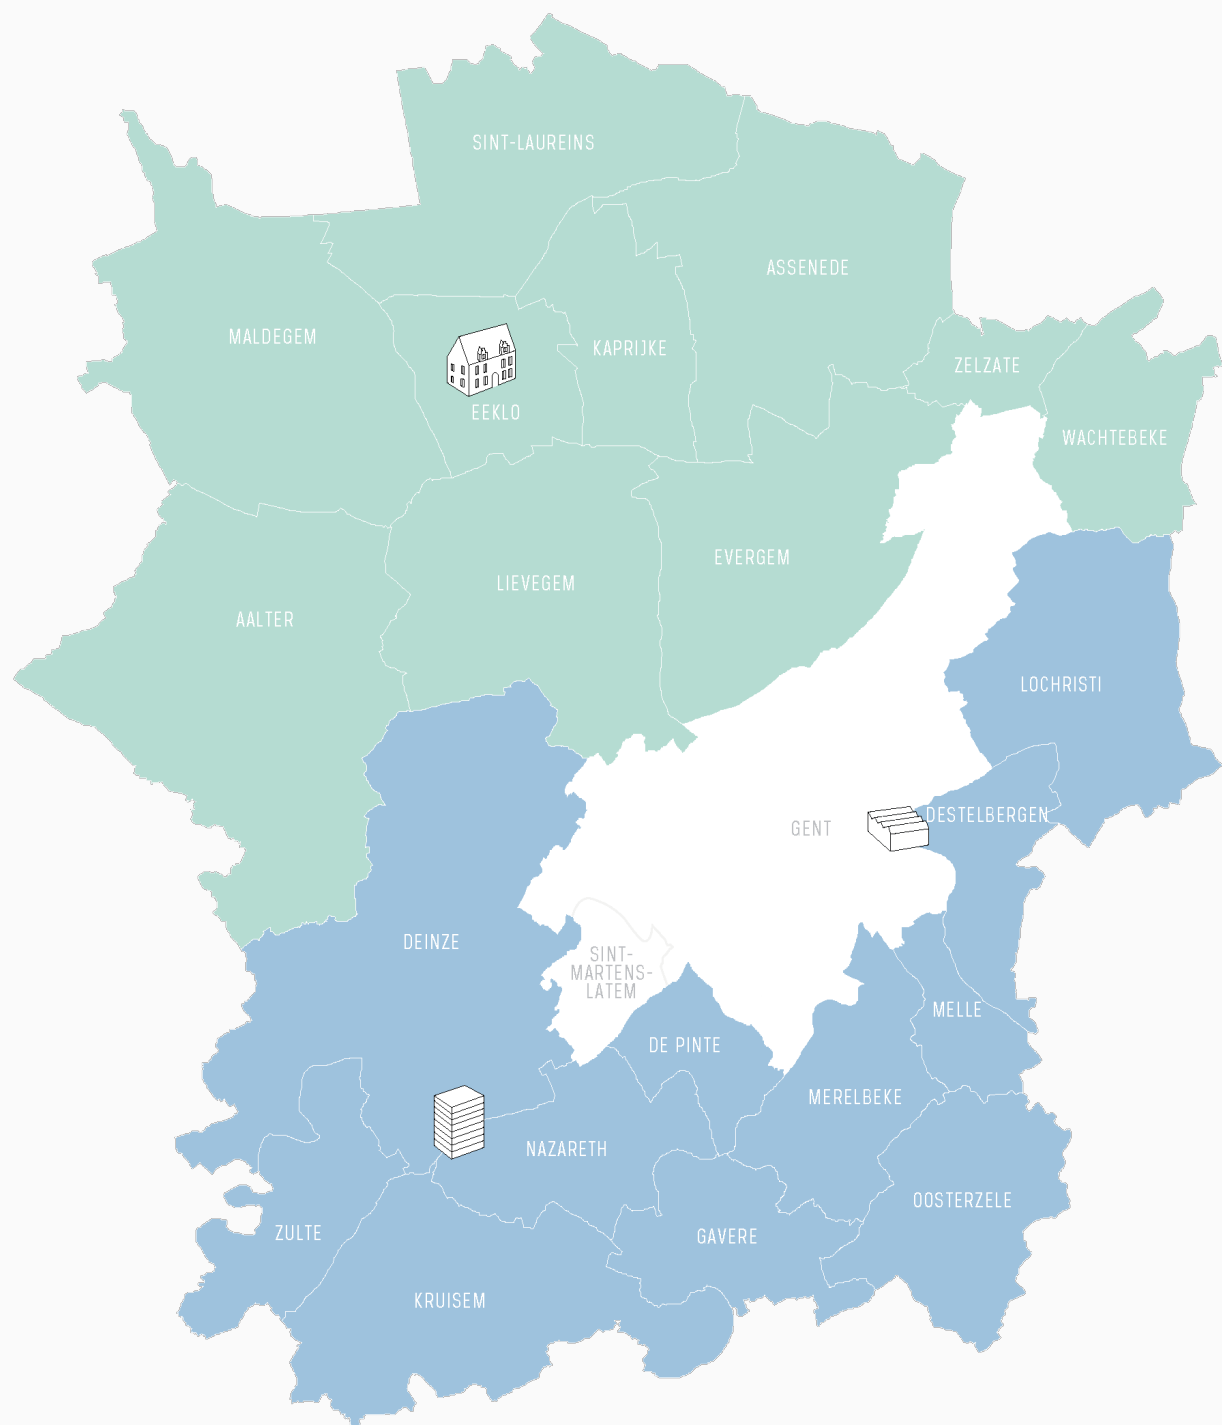 SINT-LAUREINS
ASSENEDE
MALDEGEM
KAPRIJKE
ZELZATE
EEKLO
WACHTEBEKE
EVERGEM
LIEVEGEM
AALTER
LOCHRISTI
DESTELBERGEN
GENT
DEINZE
SINT-
MARTENS-
LATEM
MELLE
DE PINTE
MERELBEKE
NAZARETH
OOSTERZELE
ZULTE
GAVERE
KRUISEM